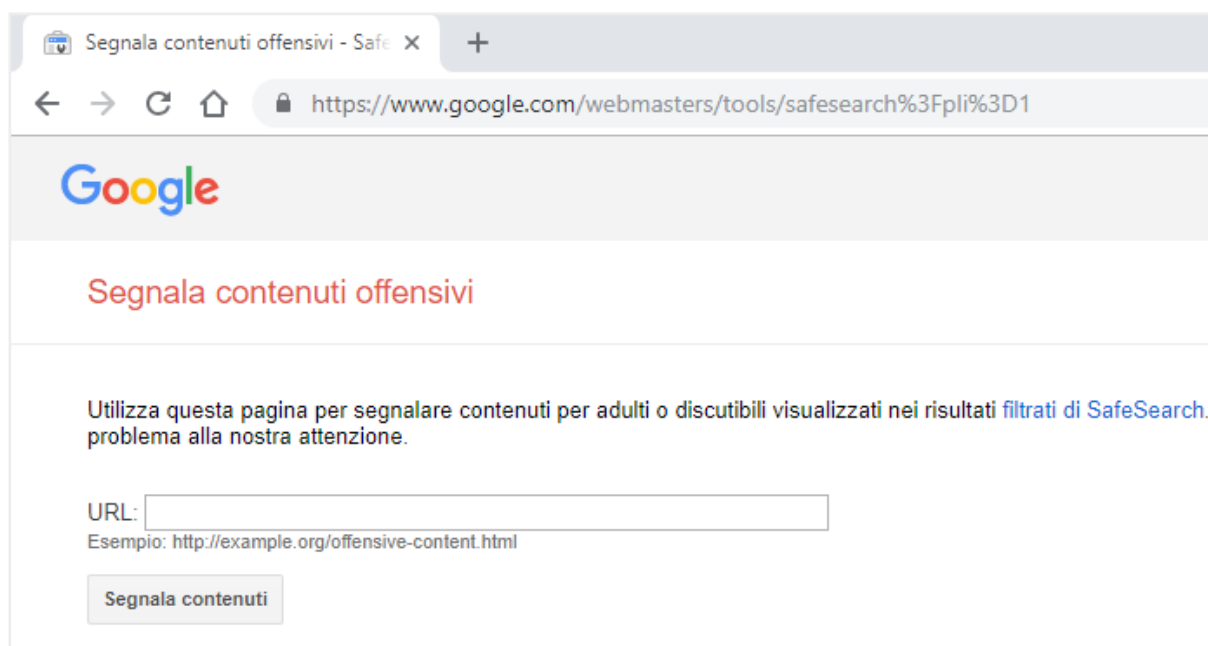 Segnala contenuti offensivi - Safe
https://www.google.com/webmasters/tools/safesearch%3Fpli%3D1
Google
Segnala contenuti offensivi
Utilizza questa pagina per segnalare contenuti per adulti o discutibili visualizzati nei risultati filtrati di SafeSearch.
problema alla nostra attenzione.
URL:
Esempio: http://example.org/offensive-content.html
Segnala contenuti